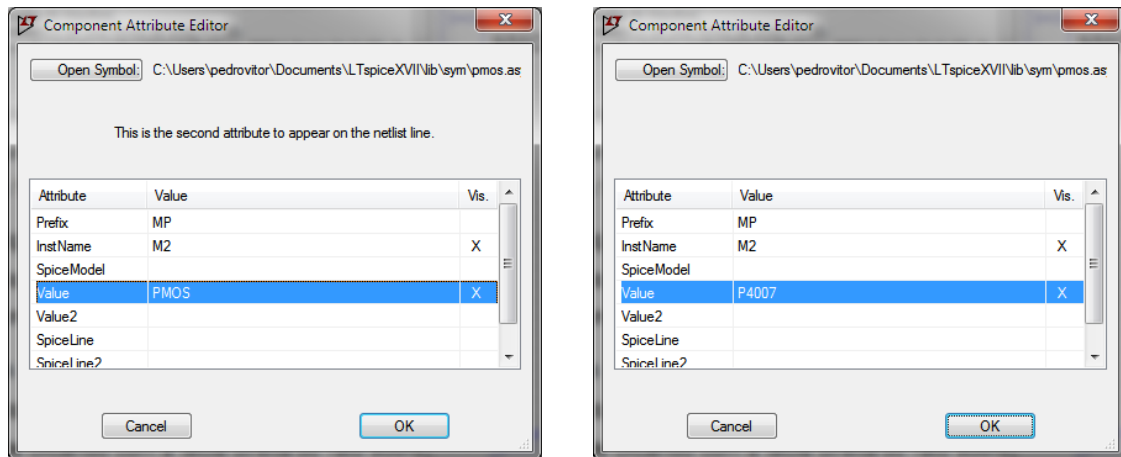 Component Attribute Editor
Open Symbol: C:\Users\pedrovitor\Documents\LTspiceXVII\lib\sym\pmos.as
This is the second attribute to appear on the netlist line.
Attribute Value Vis.
Prefix MP
InstName M2 X
SpiceModel
Value PMOS X
Value2
SpiceLine
SpiceLine2
Cancel OK
Component Attribute Editor
Open Symbol: C:\Users\pedrovitor\Documents\LTspiceXVII\lib\sym\pmos.as
Attribute Value Vis.
Prefix MP
InstName M2 X
SpiceModel
Value P4007 X
Value2
SpiceLine
SpiceLine2
Cancel OK